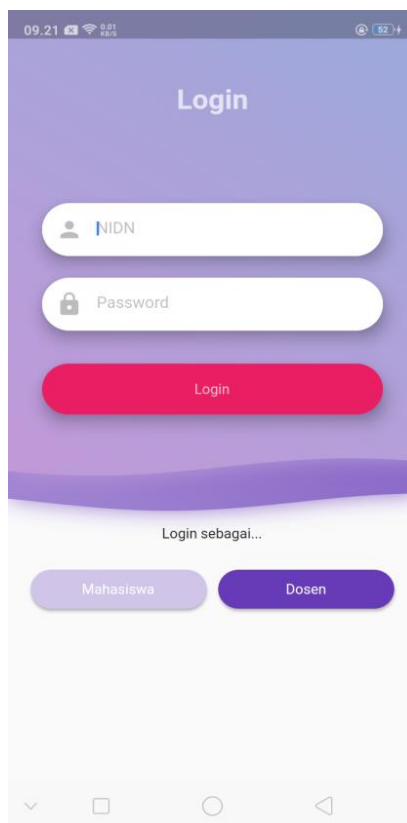 09.21 0.01 KB/S 52
Login
NIDN
Password
Login
Login sebagai...
Mahasiswa Dosen